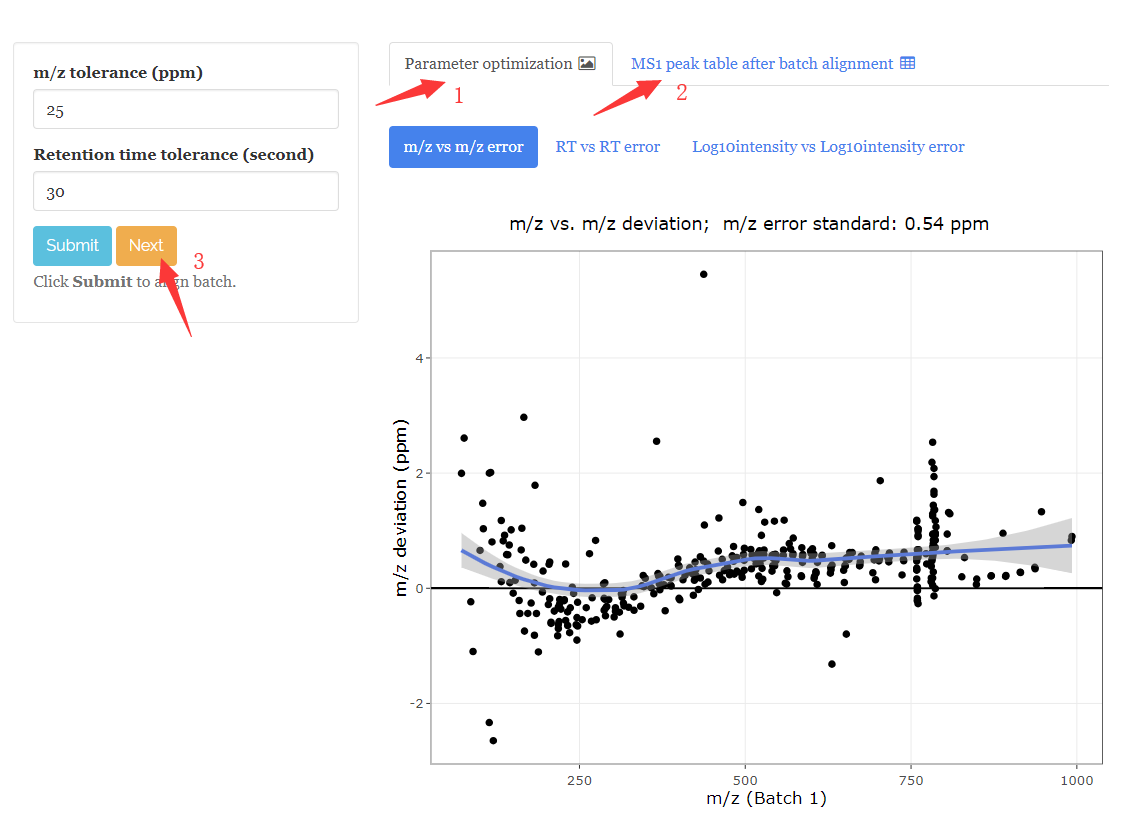 m/z tolerance (ppm)
25
Retention time tolerance (second)
30
Submit
Next
3
Click Submit to align batch.
Parameter optimization
1
MS1 peak table after batch alignment
2
m/z vs m/z error
RT vs RT error
Log10intensity vs Log10intensity error
m/z vs. m/z deviation;  m/z error standard: 0.54 ppm
m/z deviation (ppm)
4
2
0
-2
250
500
750
1000
m/z (Batch 1)